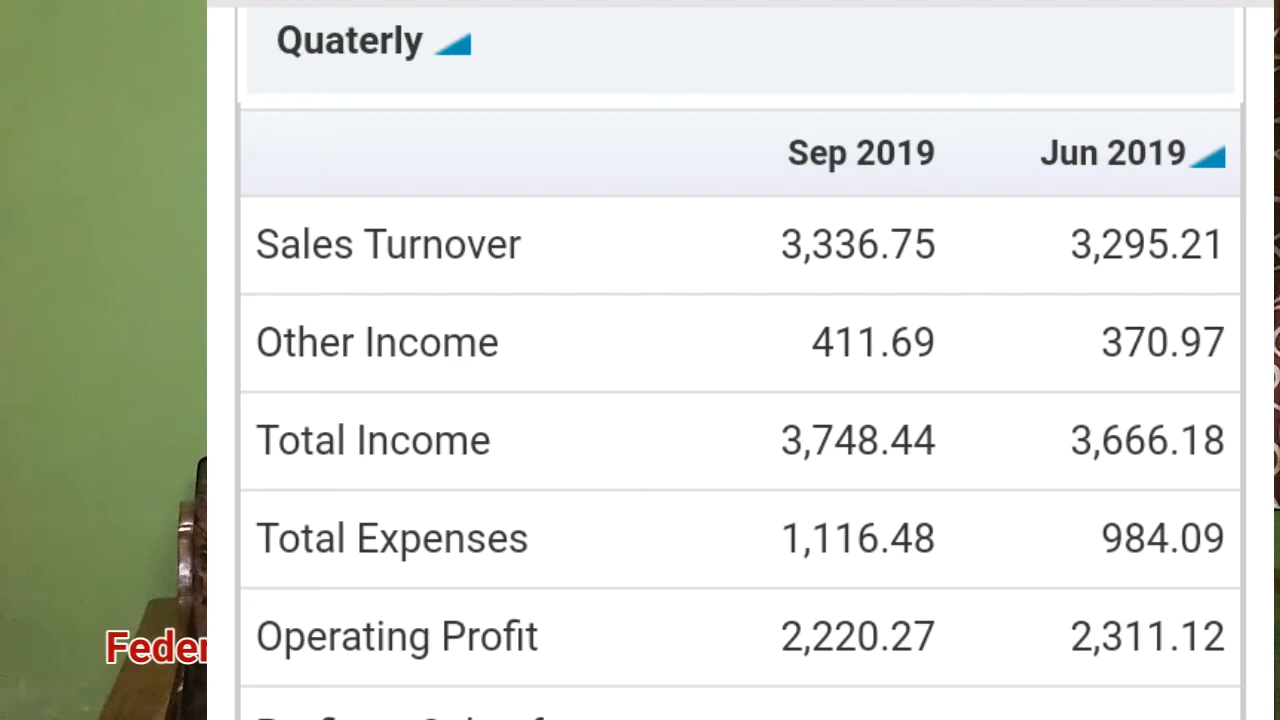 Quaterly
Sep 2019 Jun 2019
Sales Turnover 3,336.75 3,295.21
Other Income 411.69 370.97
Total Income 3,748.44 3,666.18
Total Expenses 1,116.48 984.09
Operating Profit 2,220.27 2,311.12
Feder